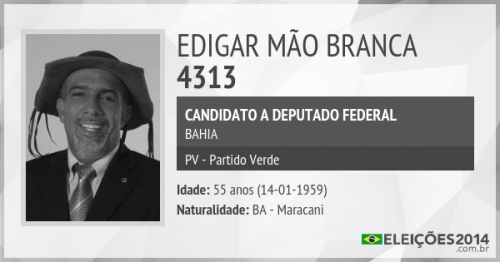 EDIGAR MÃO BRANCA
4313
CANDIDATO A DEPUTADO FEDERAL
BAHIA
PV - Partido Verde
Idade: 55 anos (14-01-1959)
Naturalidade: BA - Maracani
ELEIÇÕES2014
.com.br